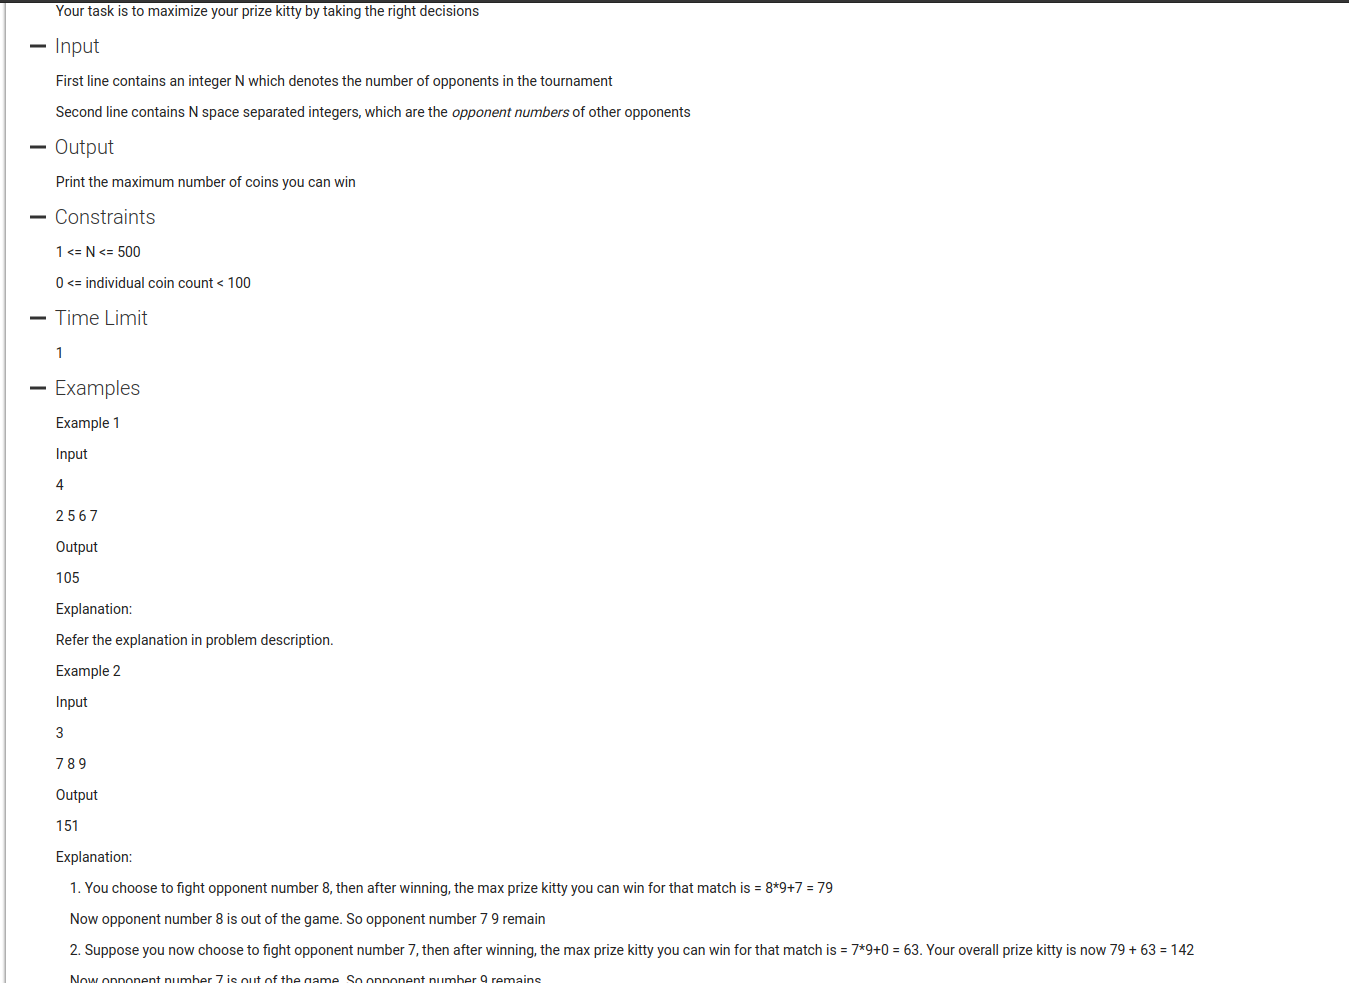 Your task is to maximize your prize kitty by taking the right decisions
Input
First line contains an integer N which denotes the number of opponents in the tournament
Second line contains N space separated integers, which are the opponent numbers of other opponents
Output
Print the maximum number of coins you can win
Constraints
1 <= N <= 500
0 <= individual coin count < 100
Time Limit
1
Examples
Example 1
Input
4
2 5 6 7
Output
105
Explanation:
Refer the explanation in problem description.
Example 2
Input
3
7 8 9
Output
151
Explanation:
1. You choose to fight opponent number 8, then after winning, the max prize kitty you can win for that match is = 8*9+7 = 79
Now opponent number 8 is out of the game. So opponent number 7 9 remain
2. Suppose you now choose to fight opponent number 7, then after winning, the max prize kitty you can win for that match is = 7*9+0 = 63. Your overall prize kitty is now 79 + 63 = 142
Now opponent number 7 is out of the game. So opponent number 9 remains